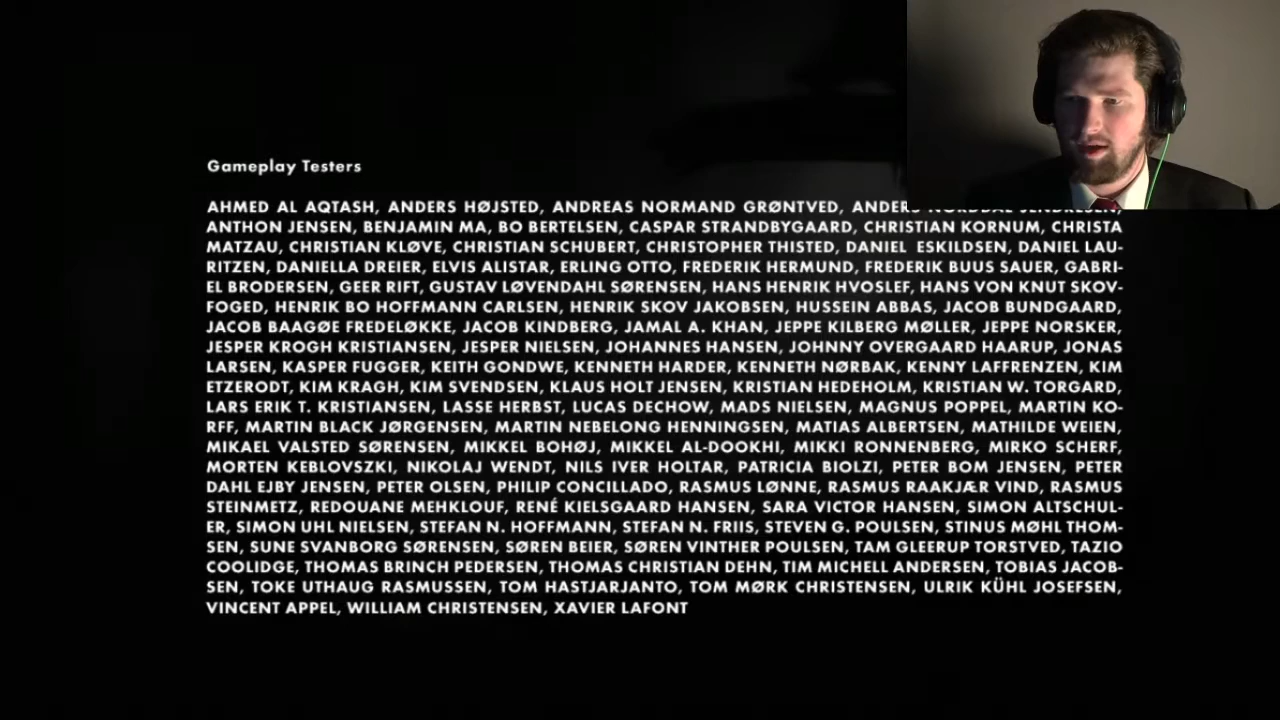 Gameplay Testers
AHMED AL AQTASH, ANDERS HØJSTED, ANDREAS NORMAND GRØNTVED, ANDERS
ANTHON JENSEN, BENJAMIN MA, BO BERTELSEN, CASPAR STRANDBYGAARD, CHRISTIAN KORNUM, CHRISTA
MATZAU, CHRISTIAN KLØVE, CHRISTIAN SCHUBERT, CHRISTOPHER THISTED, DANIEL ESKILDSEN, DANIEL LAU-
RITZEN, DANIELLA DREIER, ELVIS ALISTAR, ERLING OTTO, FREDERIK HERMUND, FREDERIK BUUS SAUER, GABRI-
EL BRODERSEN, GEER RIFT, GUSTAV LØVENDAHL SØRENSEN, HANS HENRIK HVOSLEF, HANS VON KNUT SKOV-
FOGED, HENRIK BO HOFFMANN CARLSEN, HENRIK SKOV JAKOBSEN, HUSSEIN ABBAS, JACOB BUNDGAARD,
JACOB BAAGØE FREDELØKKE, JACOB KINDBERG, JAMAL A. KHAN, JEPPE KILBERG MØLLER, JEPPE NORSKER,
JESPER KROGH KRISTIANSEN, JESPER NIELSEN, JOHANNES HANSEN, JOHNNY OVERGAARD HAARUP, JONAS
LARSEN, KASPER FUGGER, KEITH GONDWE, KENNETH HARDER, KENNETH NØRBAK, KENNY LAFFRENZEN, KIM
ETZERODT, KIM KRAGH, KIM SVENDSEN, KLAUS HOLT JENSEN, KRISTIAN HEDEHOLM, KRISTIAN W. TORGARD,
LARS ERIK T. KRISTIANSEN, LASSE HERBST, LUCAS DECHOW, MADS NIELSEN, MAGNUS POPPEL, MARTIN KO-
RFF, MARTIN BLACK JØRGENSEN, MARTIN NEBELONG HENNINGSEN, MATIAS ALBERTSEN, MATHILDE WEIEN,
MIKAEL VALSTED SØRENSEN, MIKKEL BOHØJ, MIKKEL AL-DOOKHI, MIKKI RONNENBERG, MIRKO SCHERF,
MORTEN KEBLOVSZKI, NIKOLAJ WENDT, NILS IVER HOLTAR, PATRICIA BIOLZI, PETER BOM JENSEN, PETER
DAHL EJBY JENSEN, PETER OLSEN, PHILIP CONCILLADO, RASMUS LØNNE, RASMUS RAAKJÆR VIND, RASMUS
STEINMETZ, REDOUANE MEHKLOUF, RENÉ KIELSGAARD HANSEN, SARA VICTOR HANSEN, SIMON ALTSCHUL-
ER, SIMON UHL NIELSEN, STEFAN N. HOFFMANN, STEFAN N. FRIIS, STEVEN G. POULSEN, STINUS MØHL THOM-
SEN, SUNE SVANBORG SØRENSEN, SØREN BEIER, SØREN VINTHER POULSEN, TAM GLEERUP TORSTVED, TAZIO
COOLIDGE, THOMAS BRINCH PEDERSEN, THOMAS CHRISTIAN DEHN, TIM MICHELL ANDERSEN, TOBIAS JACOB-
SEN, TOKE UTHAUG RASMUSSEN, TOM HASTJARJANTO, TOM MØRK CHRISTENSEN, ULRIK KÜHL JOSEFSEN,
VINCENT APPEL, WILLIAM CHRISTENSEN, XAVIER LAFONT